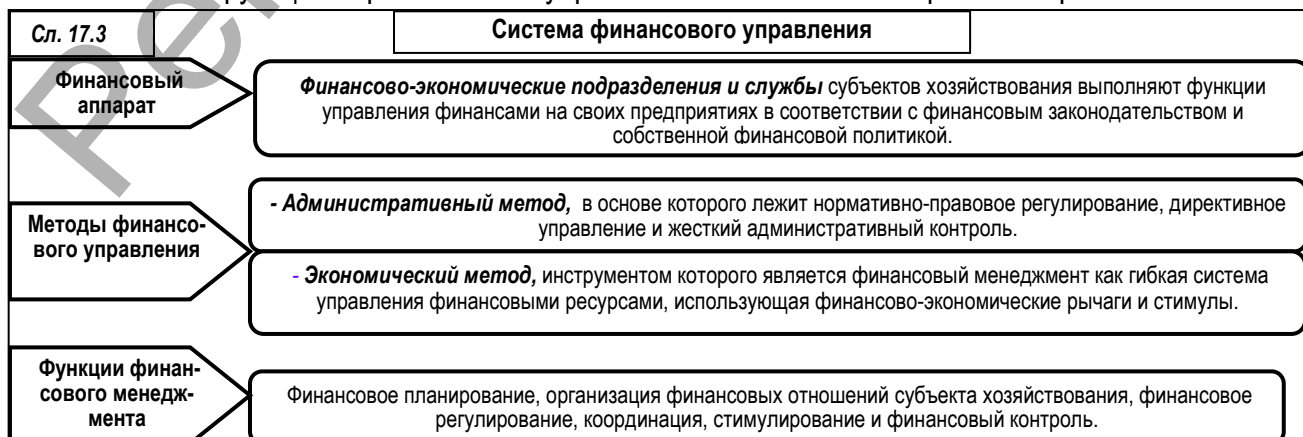 Сл. 17.3
Система финансового управления
Финансовый
аппарат
Финансово-экономические подразделения и службы субъектов хозяйствования выполняют функции
управления финансами на своих предприятиях в соответствии с финансовым законодательством и
собственной финансовой политикой.
Методы финансо-
вого управления
- Административный метод, в основе которого лежит нормативно-правовое регулирование, директивное
управление и жесткий административный контроль.
- Экономический метод, инструментом которого является финансовый менеджмент как гибкая система
управления финансовыми ресурсами, использующая финансово-экономические рычаги и стимулы.
Функции финан-
сового менедж-
мента
Финансовое планирование, организация финансовых отношений субъекта хозяйствования, финансовое
регулирование, координация, стимулирование и финансовый контроль.